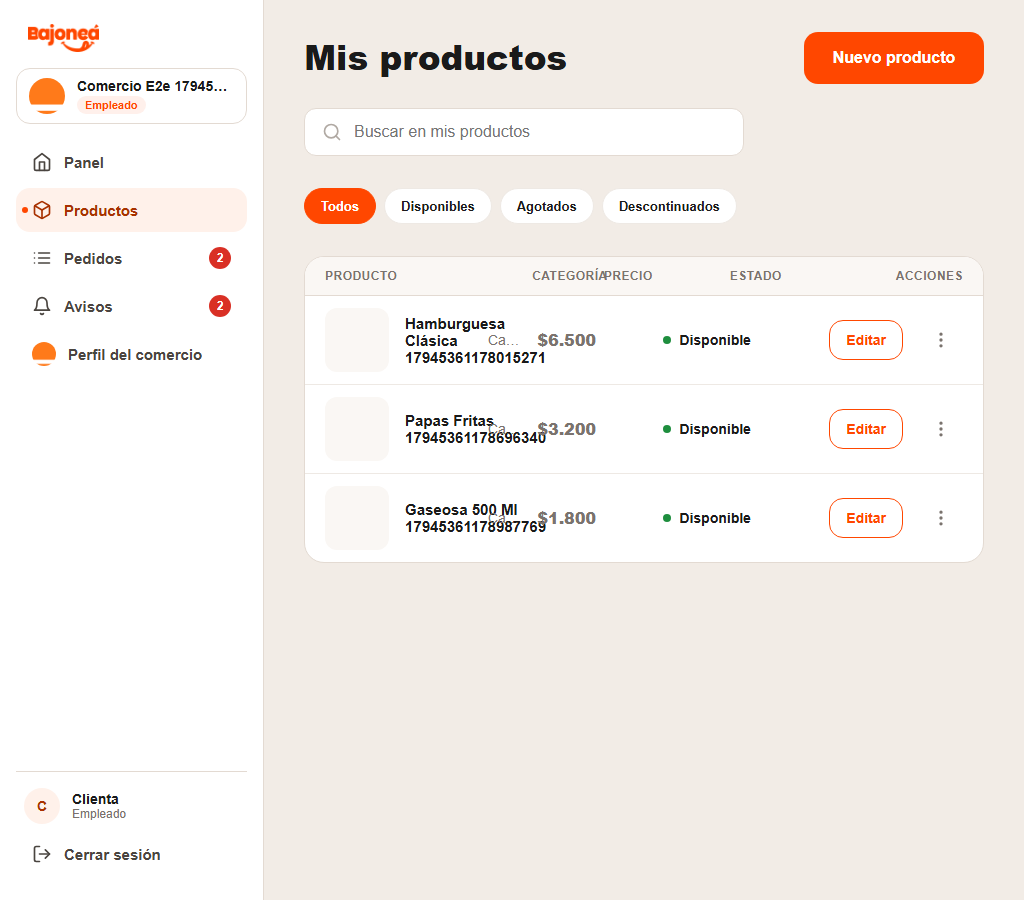 Bajoneá
Comercio E2e 17945…
Empleado
Panel
Productos
Pedidos 2
Avisos 2
Perfil del comercio
C
Clienta
Empleado
Cerrar sesión
Mis productos
Nuevo producto
Buscar en mis productos
Todos Disponibles Agotados Descontinuados
PRODUCTO CATEGORÍA PRECIO ESTADO ACCIONES
Hamburguesa
Clásica Ca… $6.500 Disponible Editar
17945361178015271
Papas Fritas Ca… $3.200 Disponible Editar
17945361178696340
Gaseosa 500 Ml Ca… $1.800 Disponible Editar
17945361178987769